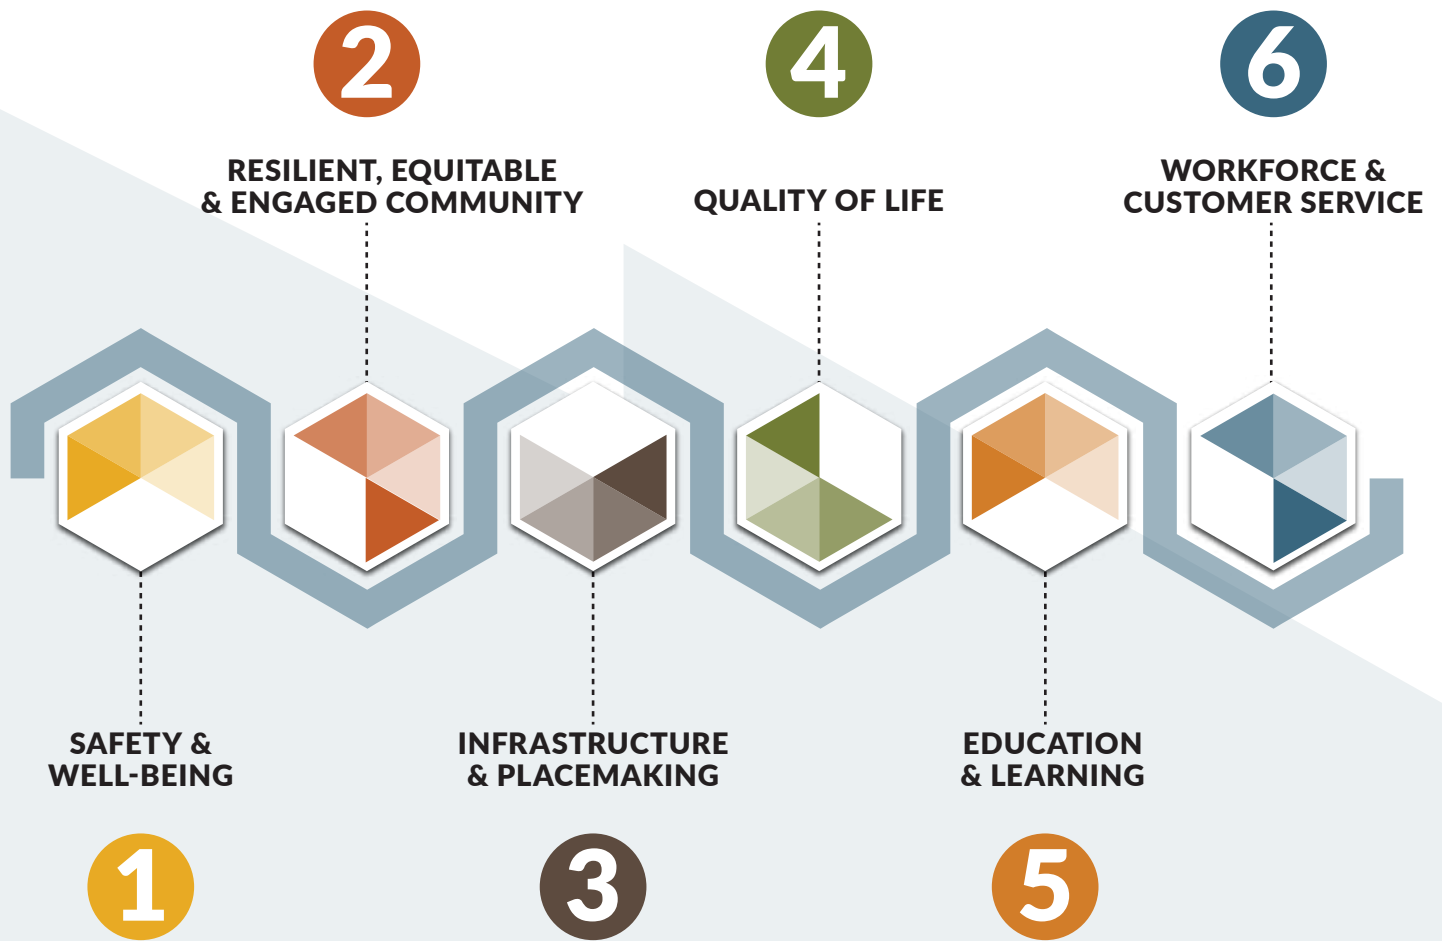 2
RESILIENT, EQUITABLE
& ENGAGED COMMUNITY
4
QUALITY OF LIFE
6
WORKFORCE &
CUSTOMER SERVICE
SAFETY &
WELL-BEING
1
INFRASTRUCTURE
& PLACEMAKING
3
EDUCATION
& LEARNING
5